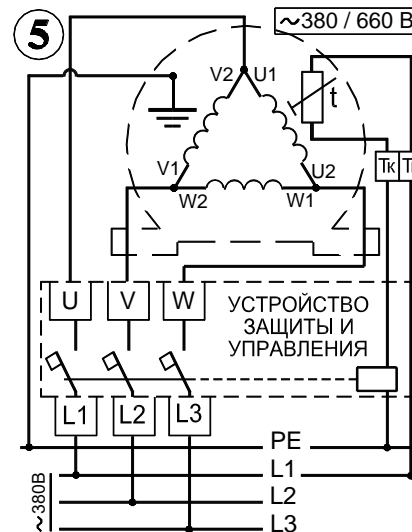 5
~380 / 660 В
V2 U1
t
V1
U2
W2
W1
Тк
U V W
УСТРОЙСТВО
ЗАЩИТЫ И
УПРАВЛЕНИЯ
L1 L2 L3
PE
L1
L2
L3
~380В